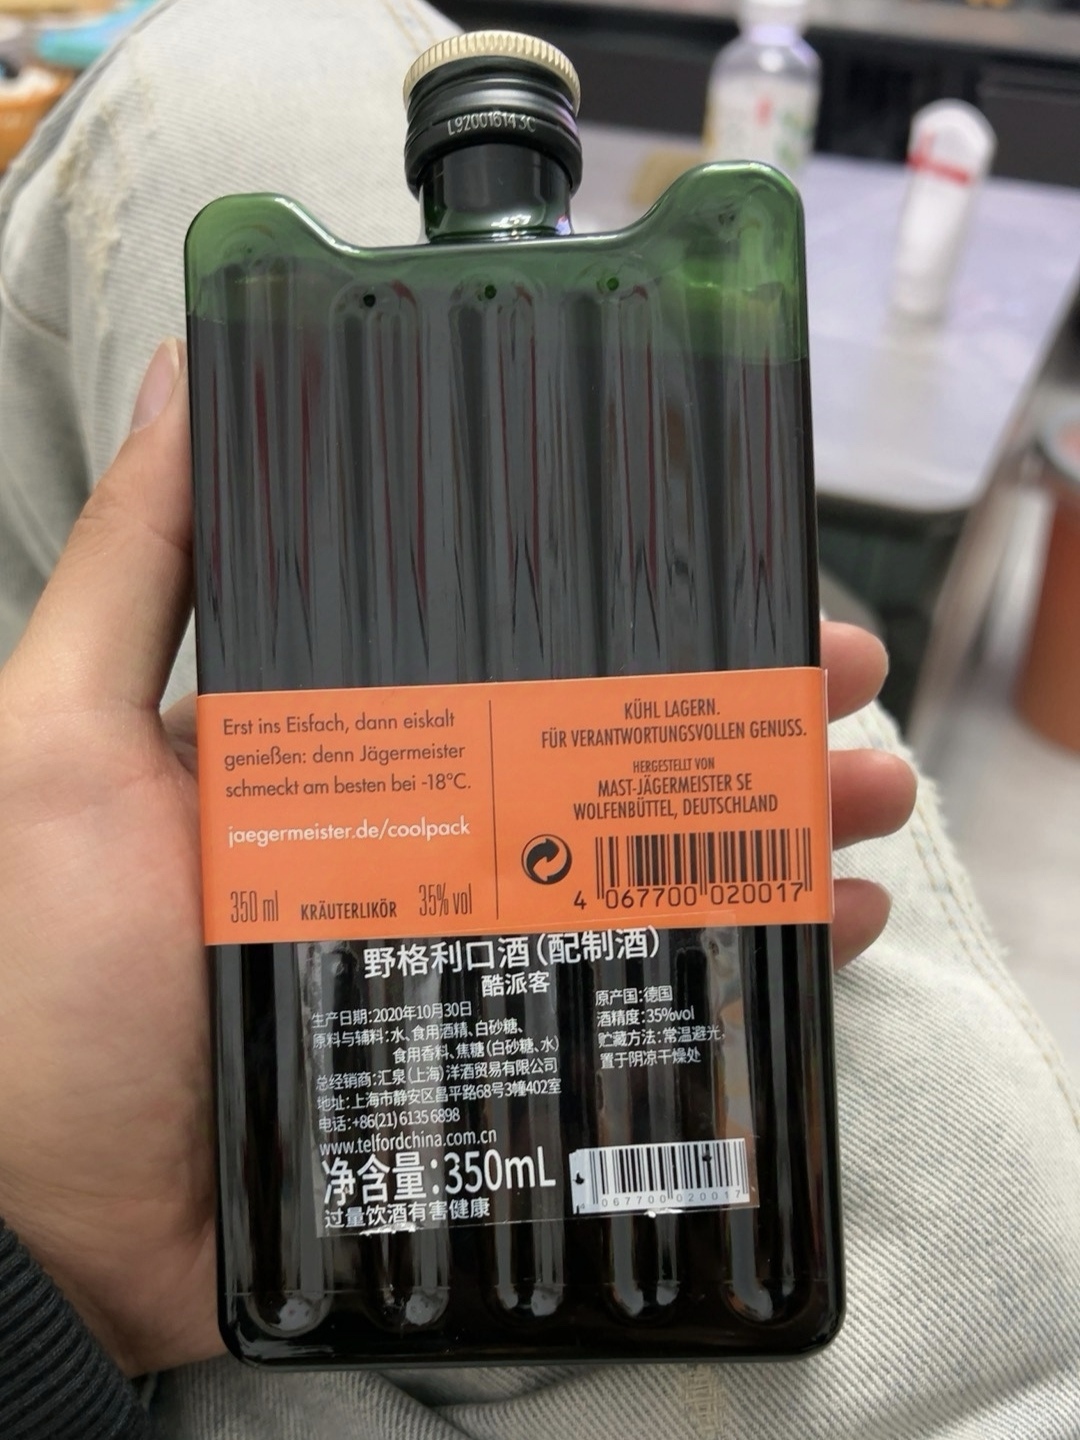 L92001614 3C
Erst ins Eisfach, dann eiskalt
genießen: denn Jägermeister
schmeckt am besten bei -18°C.
jaegermeister.de/coolpack
350 ml KRÄUTERLIKÖR 35% vol
KÜHL LAGERN.
FÜR VERANTWORTUNGSVOLLEN GENUSS.
HERGESTELLT VON
MAST-JÄGERMEISTER SE
WOLFENBÜTTEL, DEUTSCHLAND
4 067700 020017
野格利口酒(配制酒)
酷派客
生产日期:2020年10月30日
原料与辅料:水、食用酒精、白砂糖、
食用香料、焦糖(白砂糖、水)
总经销商:汇泉(上海)洋酒贸易有限公司
地址:上海市静安区昌平路68号3幢402室
电话:+86(21) 6135 6898
www.telfordchina.com.cn
净含量:350mL
过量饮酒有害健康
原产国:德国
酒精度:35%vol
贮藏方法:常温避光、
置于阴凉干燥处
4 067700 020017